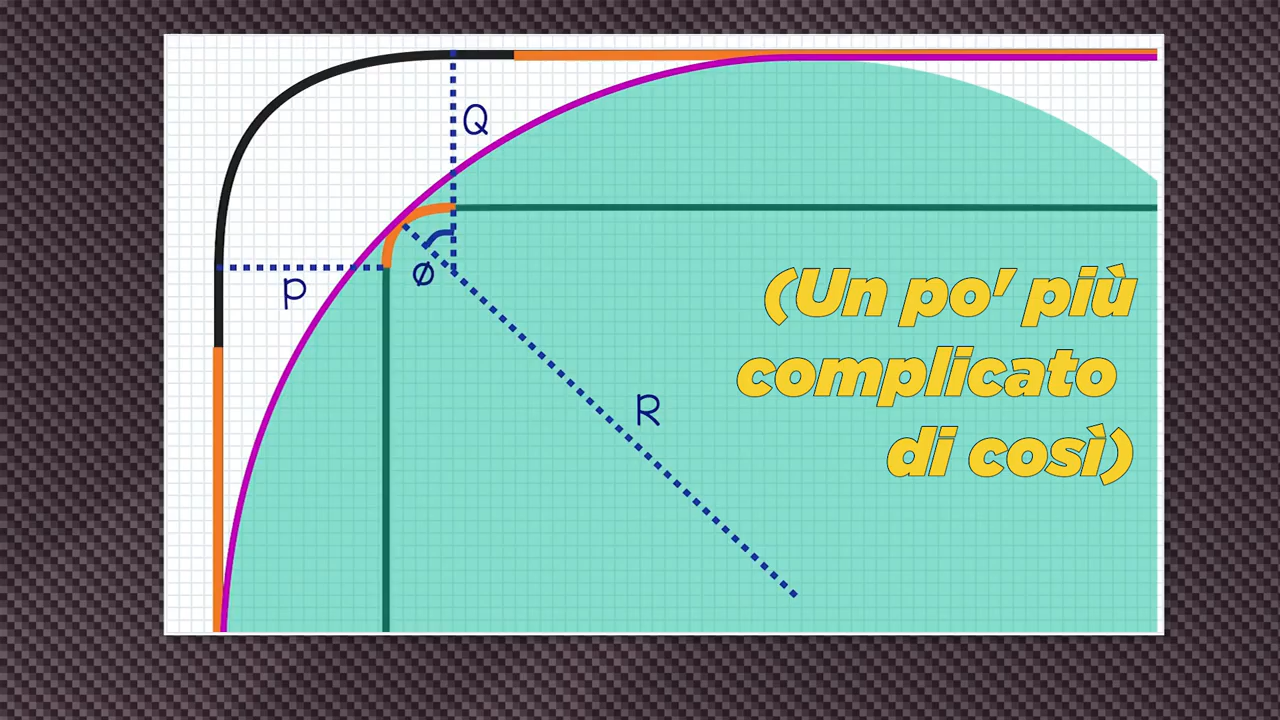 Q
P
ø
R
(Un po' più
complicato
di così)